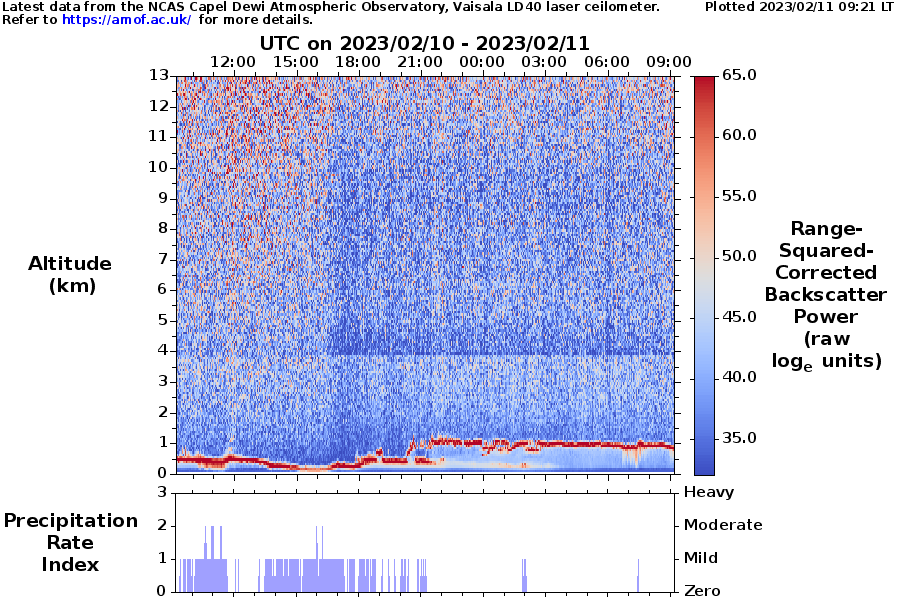 Latest data from the NCAS Capel Dewi Atmospheric Observatory, Vaisala LD40 laser ceilometer. Plotted 2023/02/11 09:21 LT
Refer to https://amof.ac.uk/ for more details.
UTC on 2023/02/10 - 2023/02/11
12:00 15:00 18:00 21:00 00:00 03:00 06:00 09:00
13
12
11
10
9
8
7
6
5
4
3
2
1
0
Altitude
(km)
65.0
60.0
55.0
50.0
45.0
40.0
35.0
Range-
Squared-
Corrected
Backscatter
Power
(raw
logₑ units)
Precipitation
Rate
Index
3
2
1
0
Heavy
Moderate
Mild
Zero